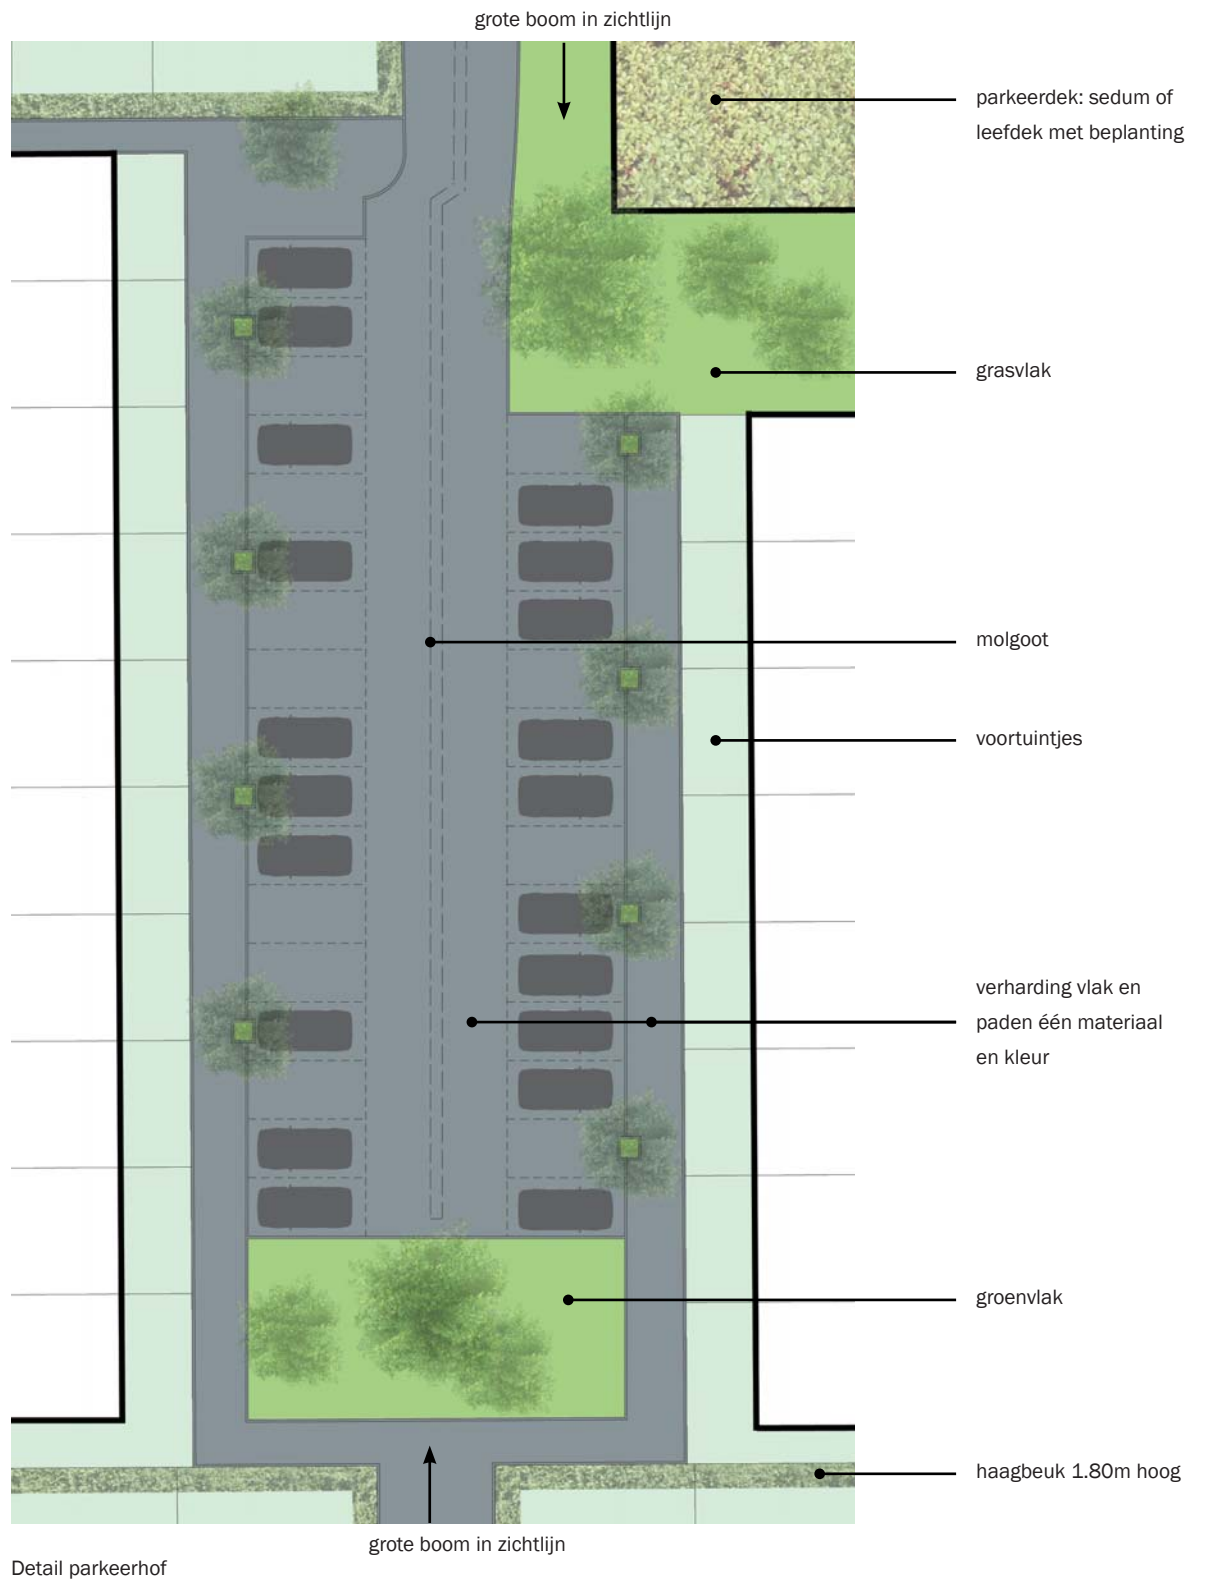 grote boom in zichtlijn
parkeerdek: sedum of
leefdek met beplanting
grasvlak
molgoot
voortuintjes
verharding vlak en
paden één materiaal
en kleur
groenvlak
haagbeuk 1.80m hoog
grote boom in zichtlijn
Detail parkeerhof